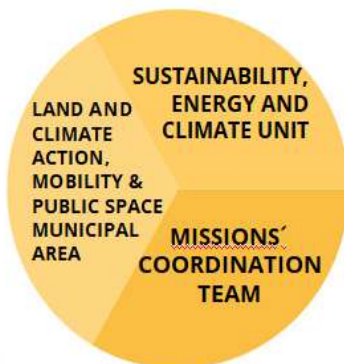 SUSTAINABILITY,
ENERGY AND
CLIMATE UNIT
LAND AND
CLIMATE
ACTION,
MOBILITY &
PUBLIC SPACE
MUNICIPAL
AREA
MISSIONS´
COORDINATION
TEAM